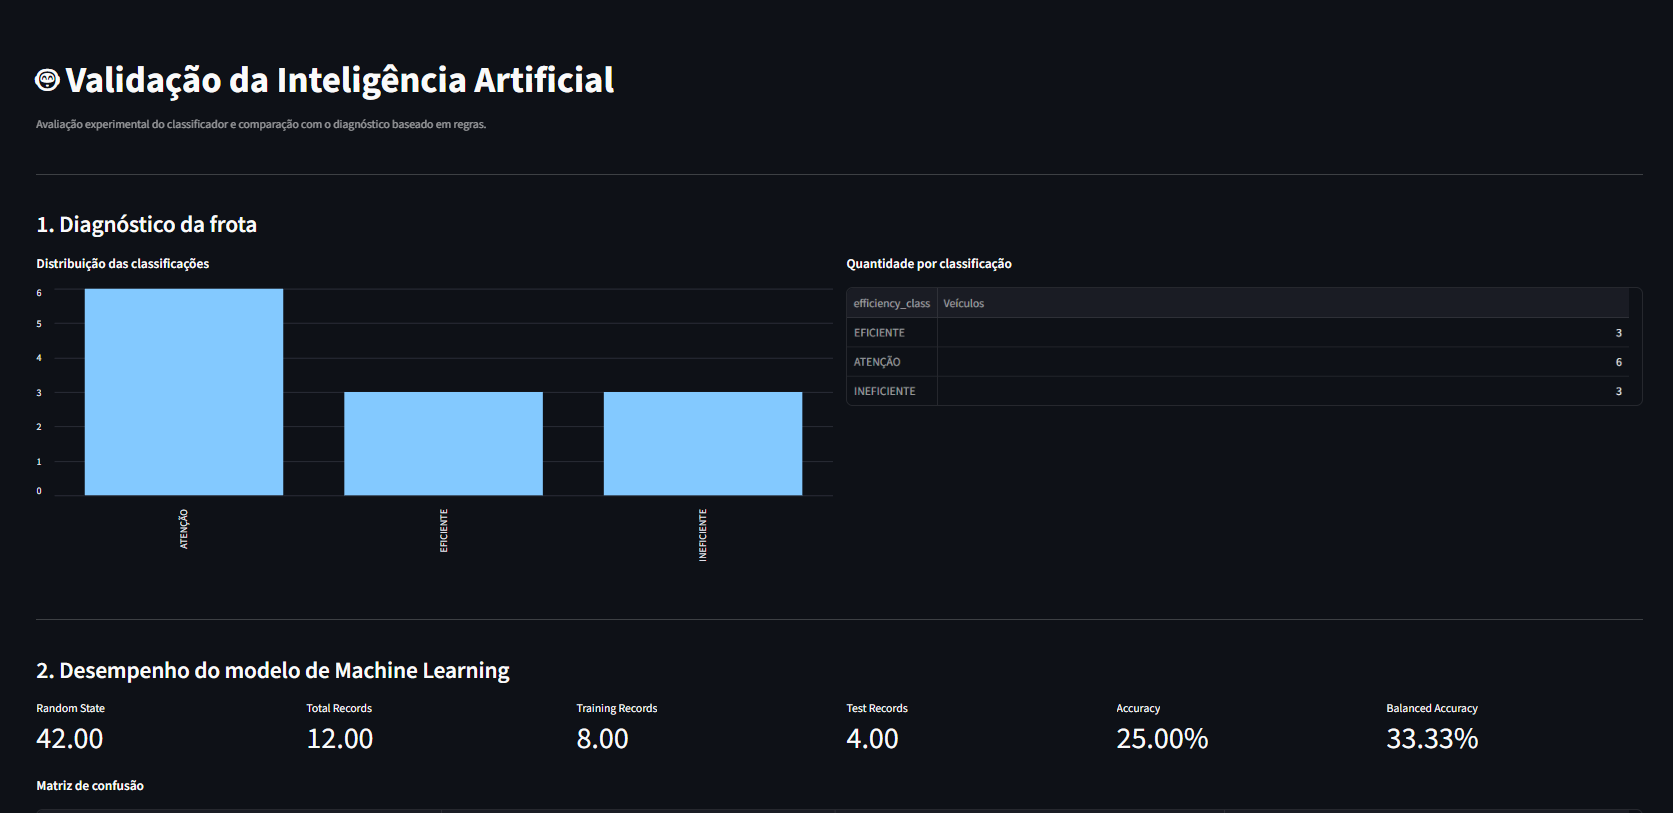 Validação da Inteligência Artificial
Avaliação experimental do classificador e comparação com o diagnóstico baseado em regras.
1. Diagnóstico da frota
Distribuição das classificações
6
5
4
3
2
1
0
ATENÇÃO
EFICIENTE
INEFICIENTE
Quantidade por classificação
efficiency_class Veículos
EFICIENTE 3
ATENÇÃO 6
INEFICIENTE 3
2. Desempenho do modelo de Machine Learning
Random State Total Records Training Records Test Records Accuracy Balanced Accuracy
42.00 12.00 8.00 4.00 25.00% 33.33%
Matriz de confusão